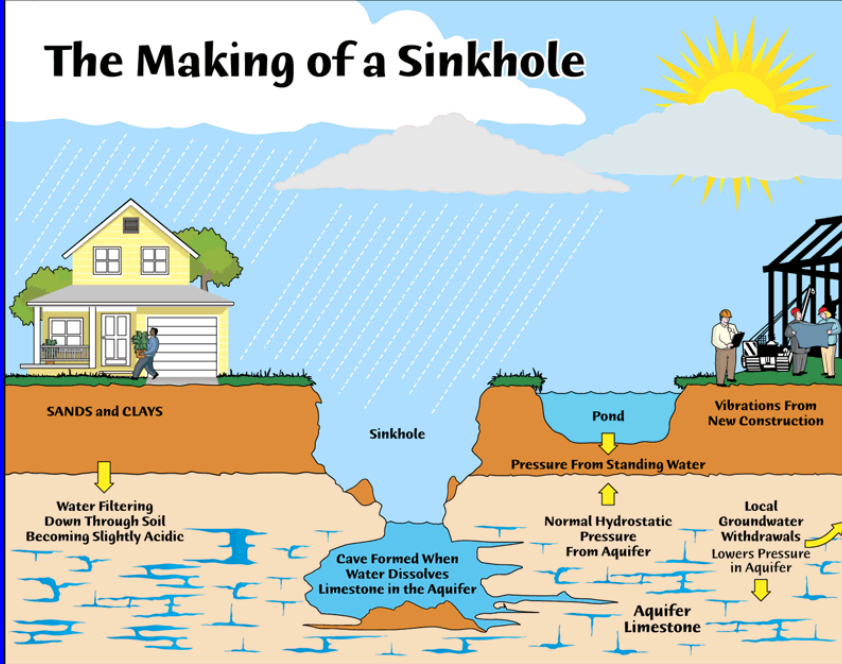 The Making of a Sinkhole
SANDS and CLAYS
Sinkhole
Pond
Vibrations From
New Construction
Pressure From Standing Water
Water Filtering
Down Through Soil
Becoming Slightly Acidic
Cave Formed When
Water Dissolves
Limestone in the Aquifer
Normal Hydrostatic
Pressure
From Aquifer
Local
Groundwater
Withdrawals
Lowers Pressure
in Aquifer
Aquifer
Limestone